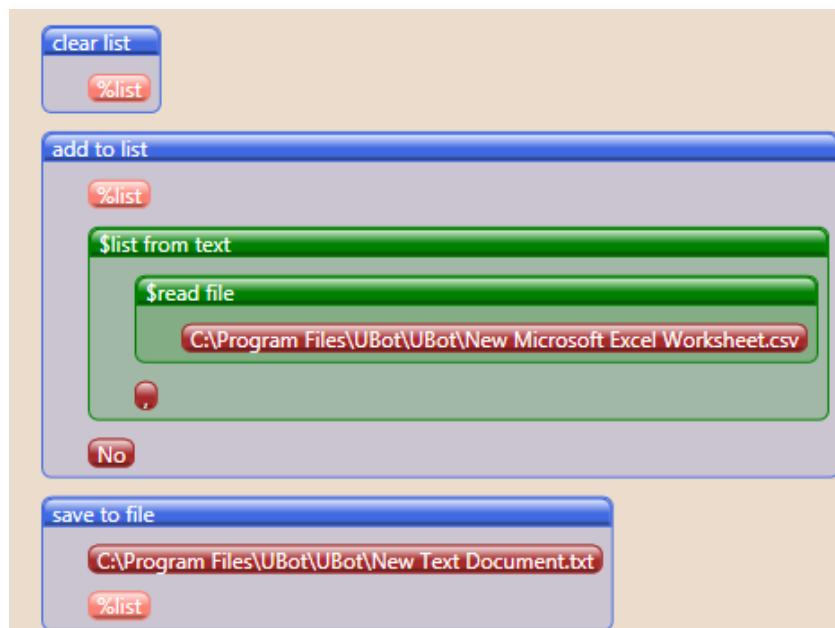 clear list
%list
add to list
%list
$list from text
$read file
C:\Program Files\UBot\UBot\New Microsoft Excel Worksheet.csv
,
No
save to file
C:\Program Files\UBot\UBot\New Text Document.txt
%list